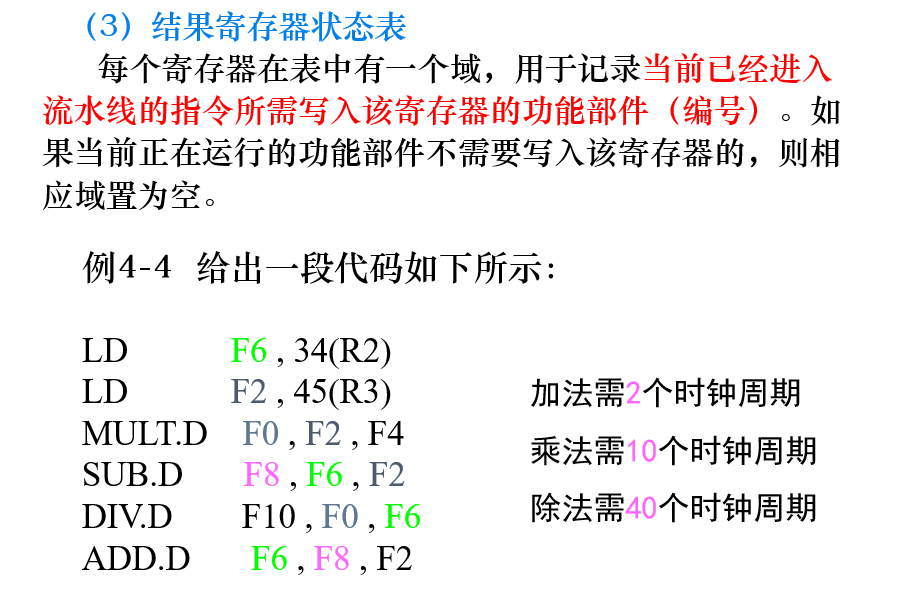 （3）结果寄存器状态表
每个寄存器在表中有一个域，用于记录当前已经进入
流水线的指令所需写入该寄存器的功能部件（编号）。如
果当前正在运行的功能部件不需要写入该寄存器的，则相
应域置为空。
例4-4 给出一段代码如下所示：
LD F6 , 34(R2)
LD F2 , 45(R3)
MULT.D F0 , F2 , F4
SUB.D F8 , F6 , F2
DIV.D F10 , F0 , F6
ADD.D F6 , F8 , F2
加法需2个时钟周期
乘法需10个时钟周期
除法需40个时钟周期